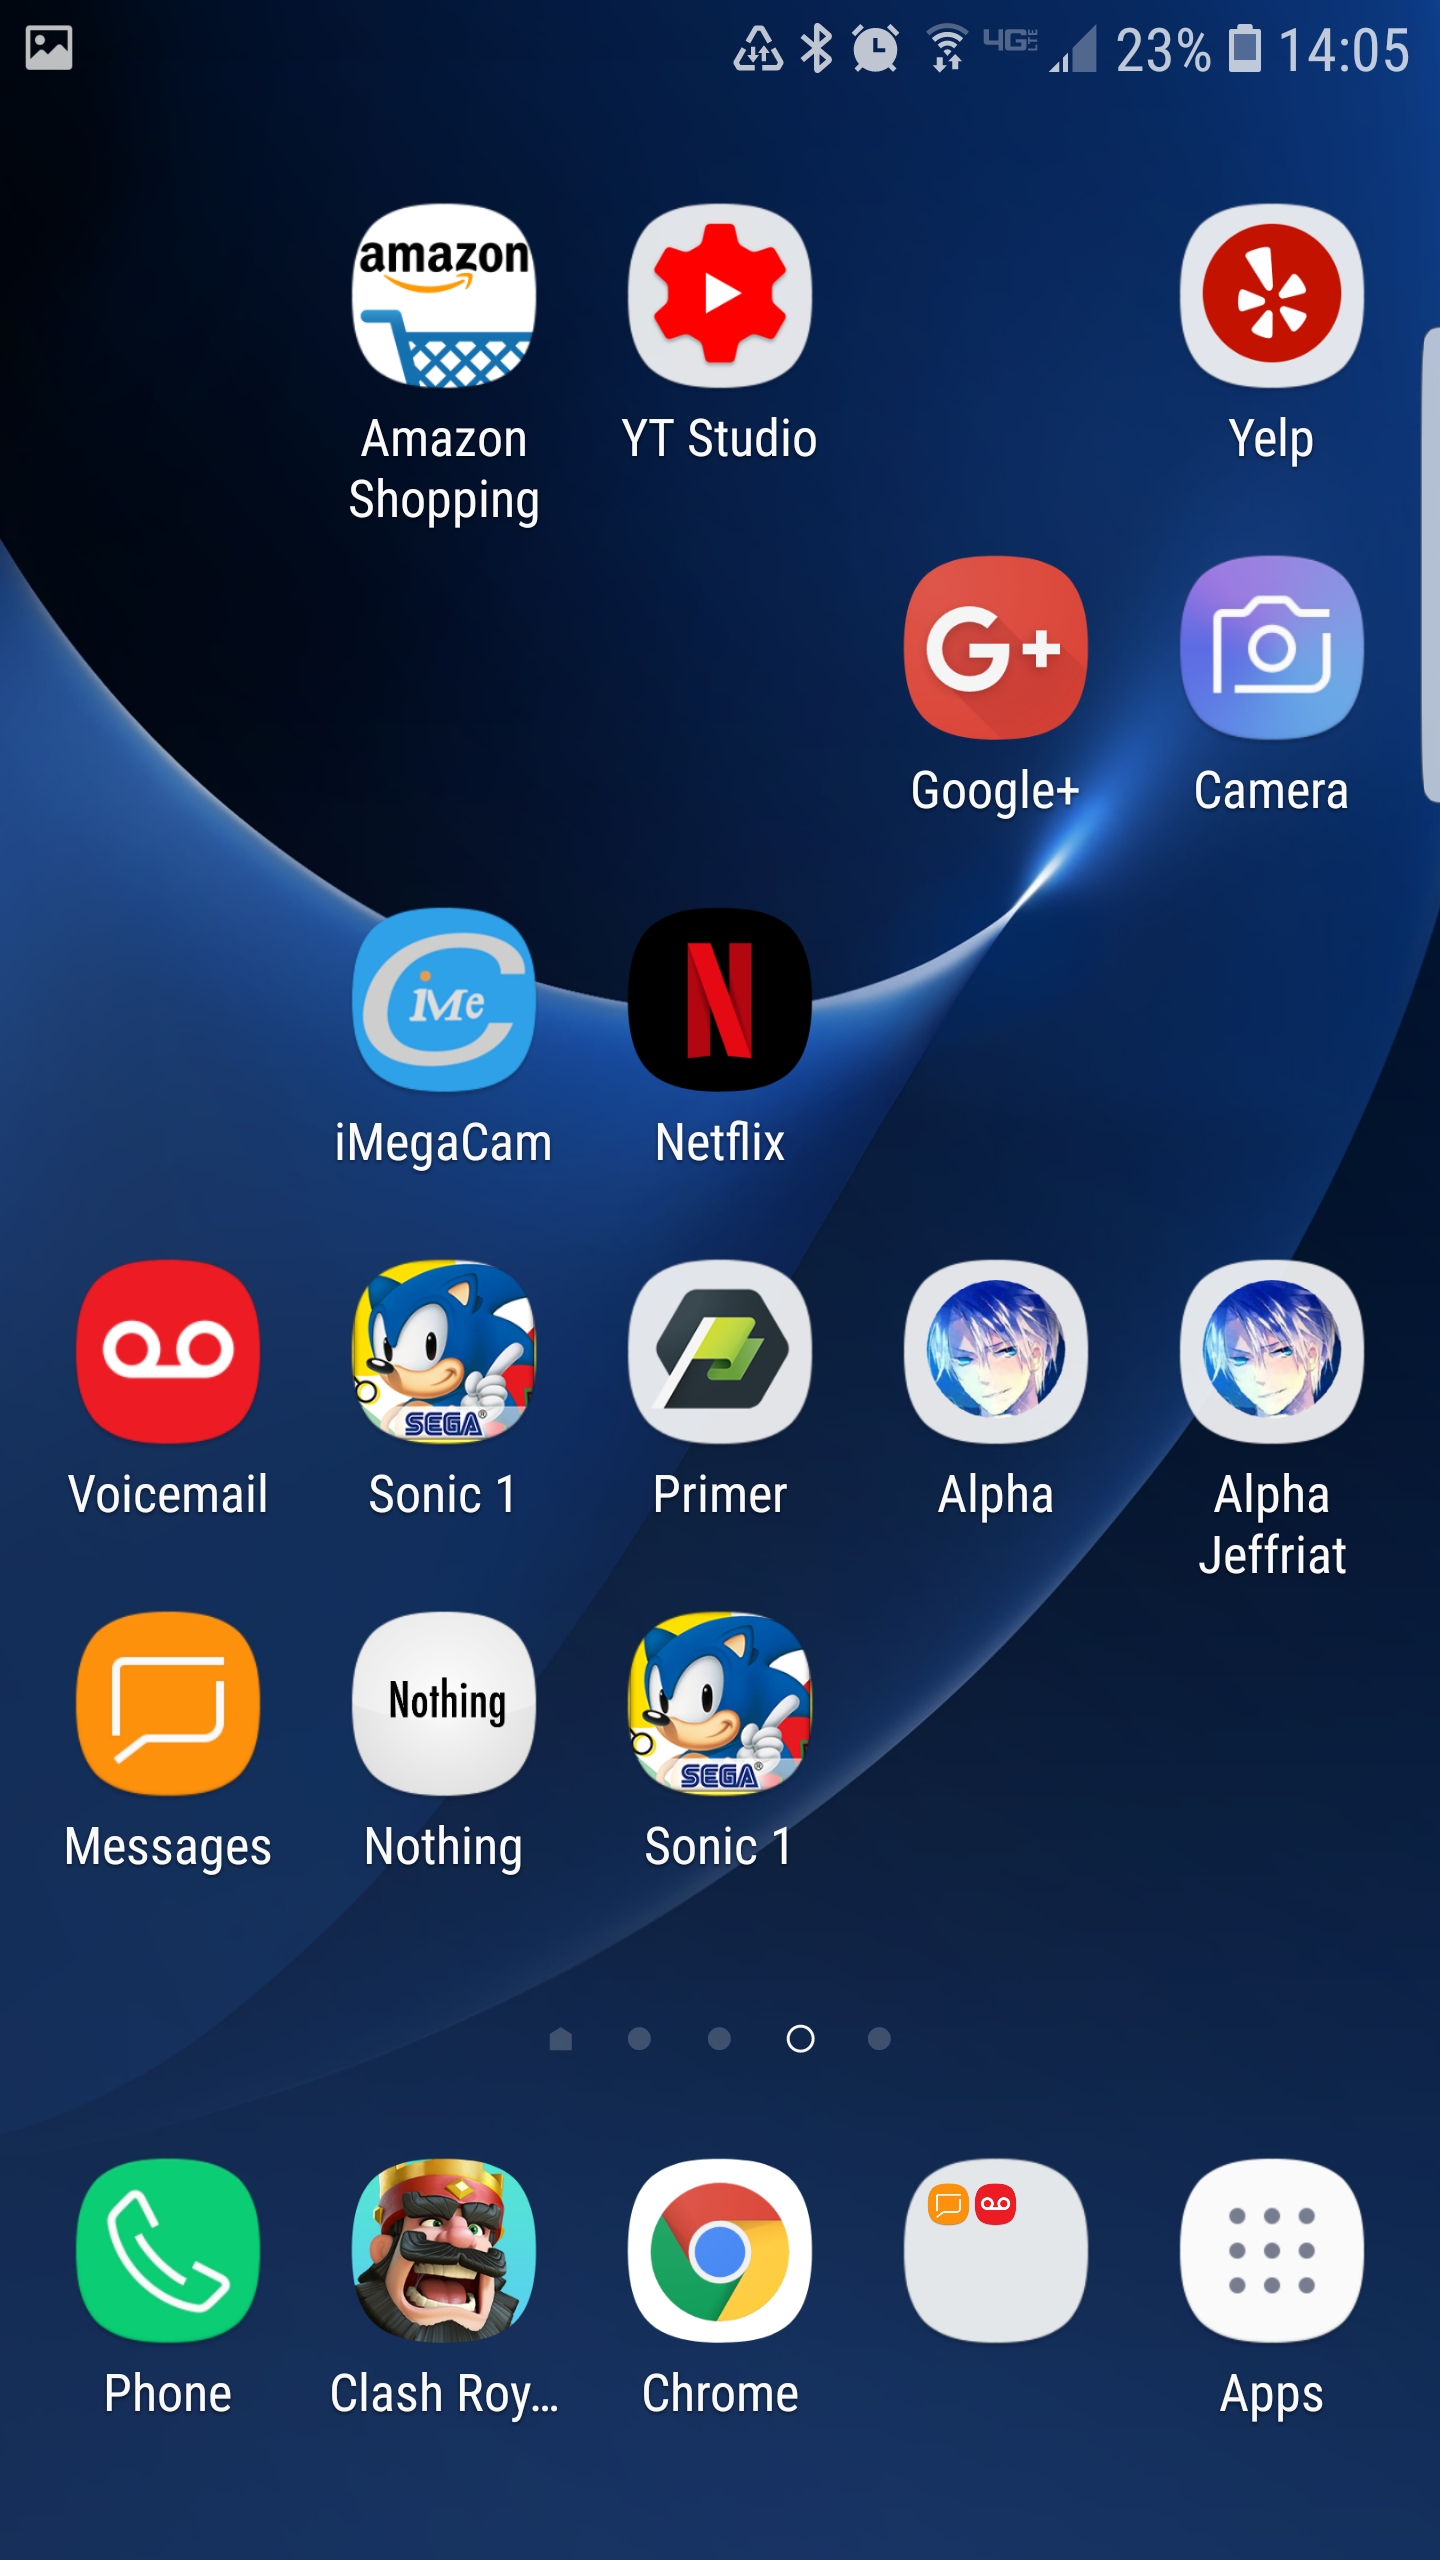 4G LTE 23% 14:05
amazon
Amazon
Shopping
YT Studio
Yelp
G+
Google+
Camera
iMe
iMegaCam
N
Netflix
Voicemail
SEGA®
Sonic 1
Primer
Alpha
Alpha
Jeffriat
Messages
Nothing
Nothing
SEGA®
Sonic 1
Phone
Clash Roy...
Chrome
Apps